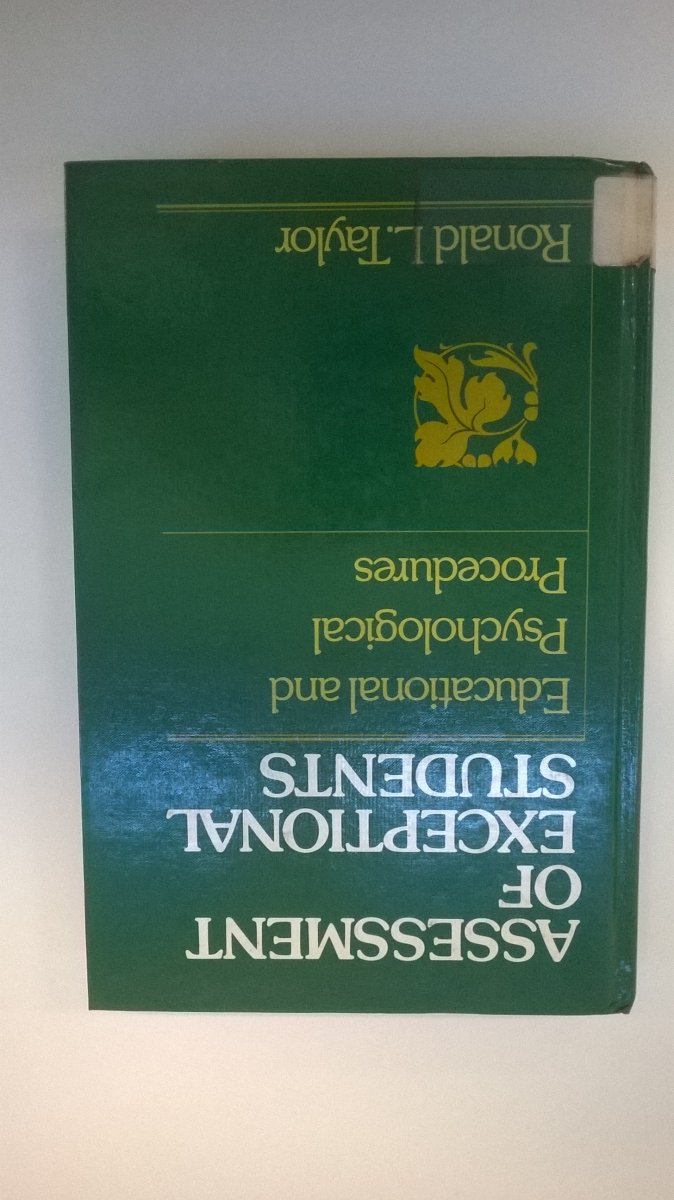 ASSESSMENT
OF
EXCEPTIONAL
STUDENTS
Educational and
Psychological
Procedures
Ronald L. Taylor